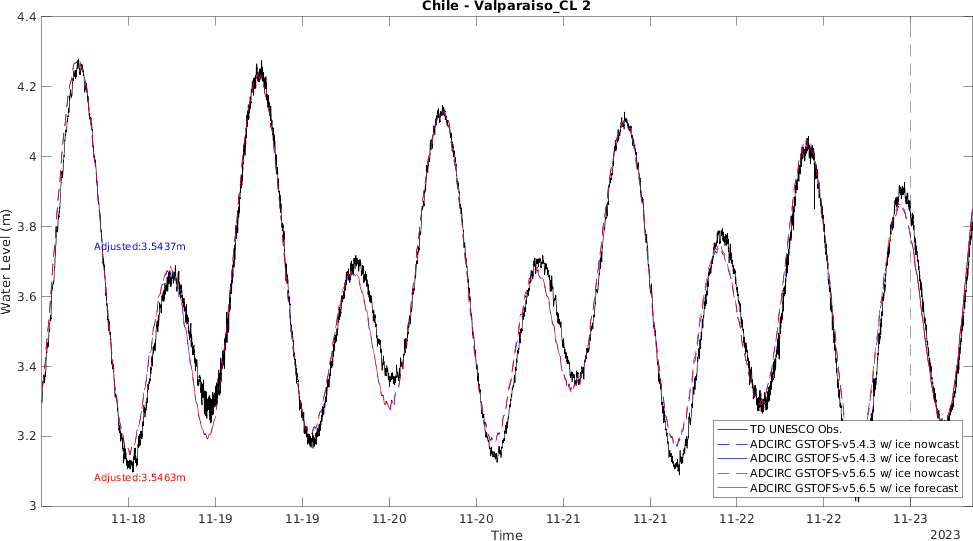 Chile - Valparaiso_CL 2
Water Level (m)
4.4
4.2
4
3.8
3.6
3.4
3.2
3
Adjusted:3.5437m
Adjusted:3.5463m
TD UNESCO Obs.
ADCIRC GSTOFS-v5.4.3 w/ ice nowcast
ADCIRC GSTOFS-v5.4.3 w/ ice forecast
ADCIRC GSTOFS-v5.6.5 w/ ice nowcast
ADCIRC GSTOFS-v5.6.5 w/ ice forecast
11-18 11-19 11-19 11-20 11-20 11-21 11-21 11-22 11-22 11-23
Time
2023